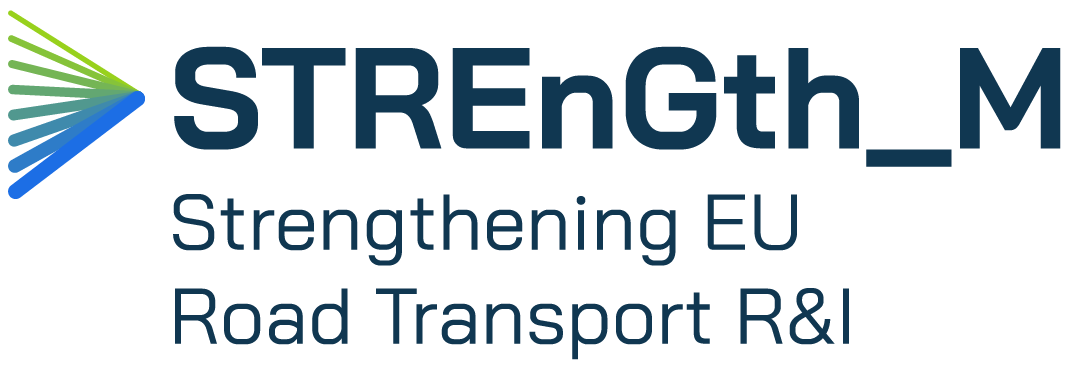 STREnGth_M
Strengthening EU
Road Transport R&I